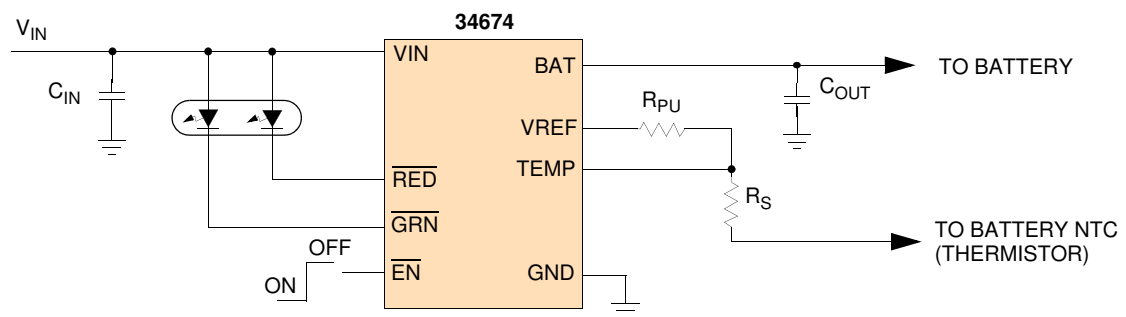 34674
VIN
VIN
BAT
TO BATTERY
CIN
COUT
RPU
VREF
TEMP
RED
RS
GRN
TO BATTERY NTC
(THERMISTOR)
OFF
EN
GND
ON